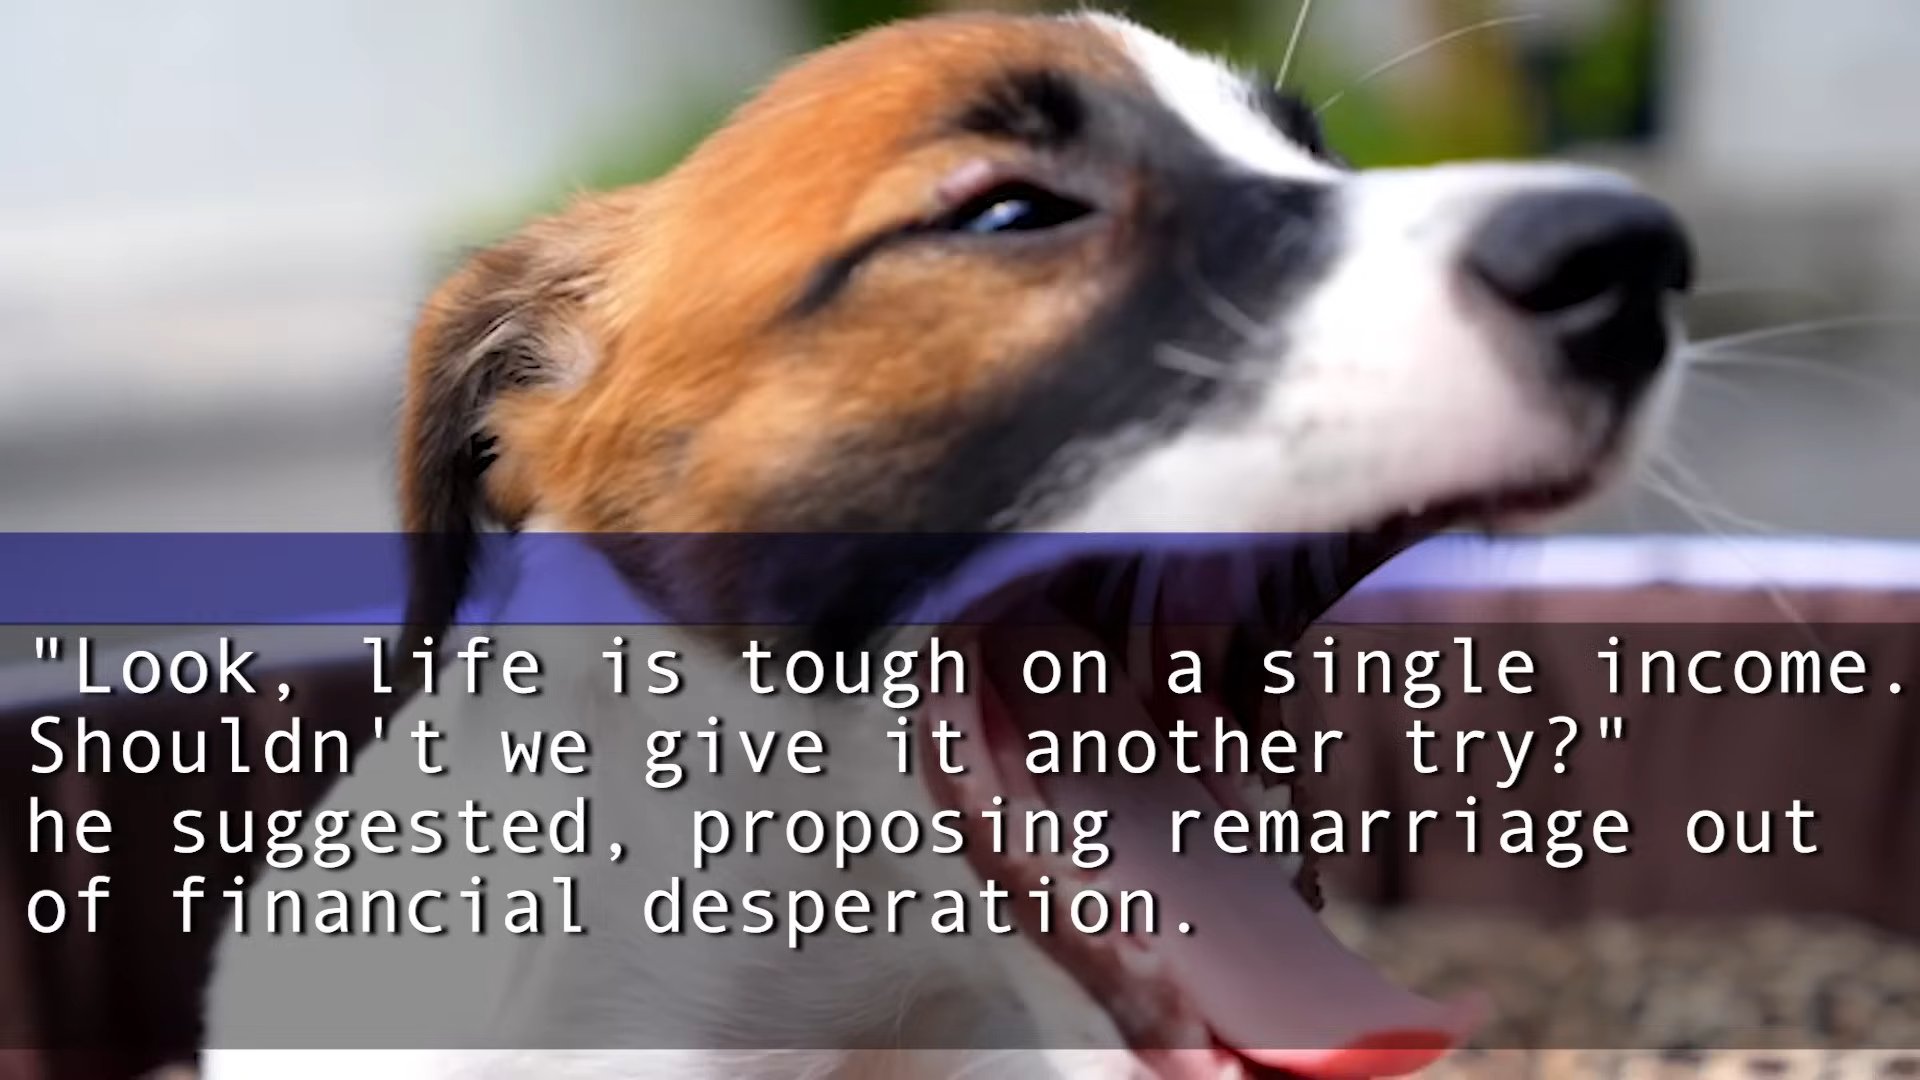 "Look, life is tough on a single income.
Shouldn't we give it another try?"
he suggested, proposing remarriage out
of financial desperation.